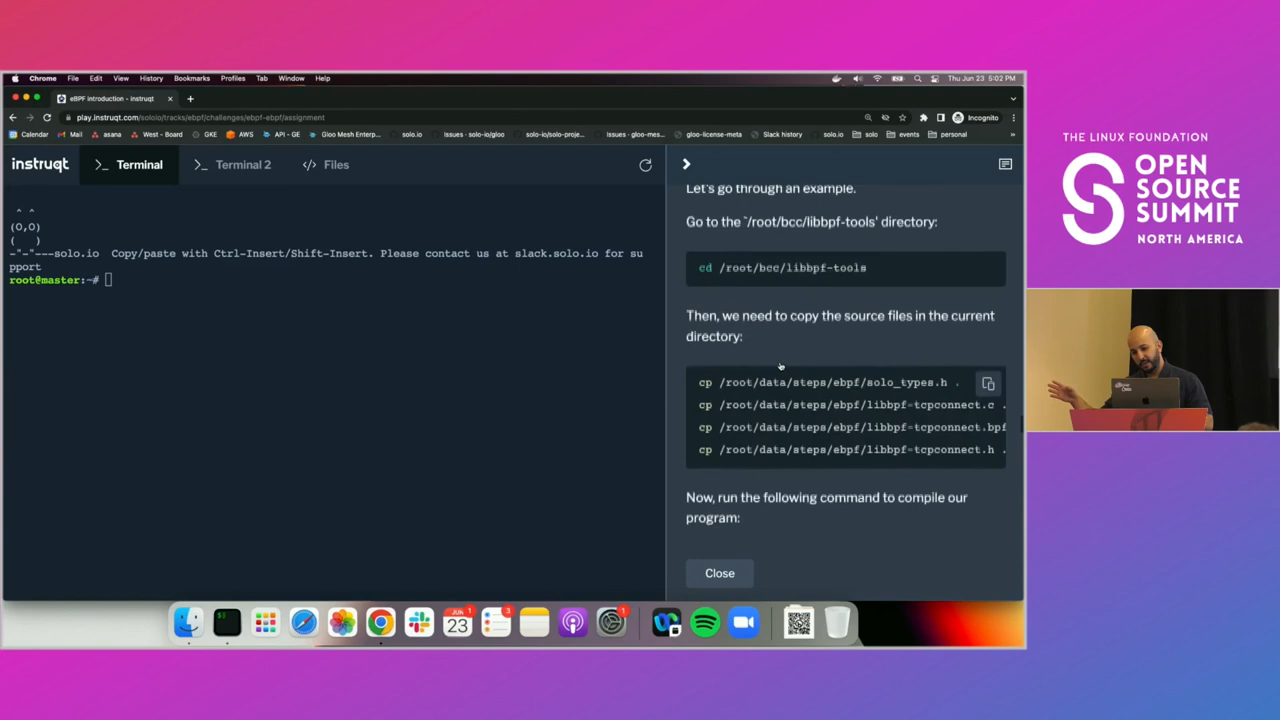 Chrome File Edit View History Bookmarks Profiles Tab Window Help Thu Jun 23 5:02 PM
eBPF introduction - instruqt
play.instruqt.com/soloio/tracks/ebpf/challenges/ebpf-ebpf/assignment Incognito
Calendar Mail asana West - Board GKE AWS API - GE Gloo Mesh Enterp... solo.io Issues · solo-io/gloo solo-io/solo-proje... Issues · gloo-mes... gloo-license-meta Slack history solo.io solo events personal
instruqt >_ Terminal >_ Terminal 2 </> Files
^ ^
(0,0)
( )
-"-"---solo.io Copy/paste with Ctrl-Insert/Shift-Insert. Please contact us at slack.solo.io for su
pport
root@master:~#
Let's go through an example.
Go to the `/root/bcc/libbpf-tools' directory:
cd /root/bcc/libbpf-tools
Then, we need to copy the source files in the current
directory:
cp /root/data/steps/ebpf/solo_types.h .
cp /root/data/steps/ebpf/libbpf-tcpconnect.c .
cp /root/data/steps/ebpf/libbpf-tcpconnect.bpf
cp /root/data/steps/ebpf/libbpf-tcpconnect.h .
Now, run the following command to compile our
program:
Close
JUN
23
1
3
1
THE LINUX FOUNDATION
OPEN
SOURCE
SUMMIT
NORTH AMERICA